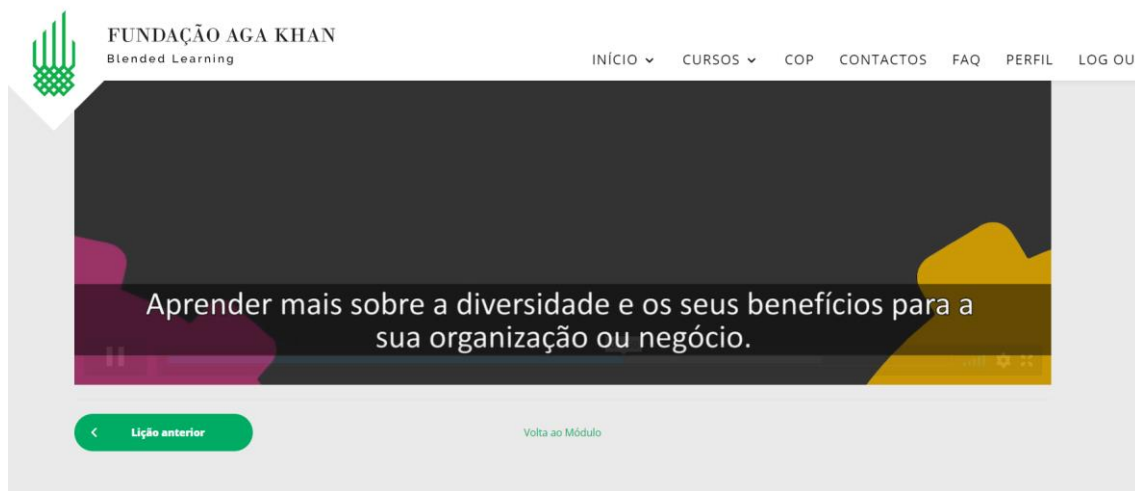 FUNDAÇÃO AGA KHAN
Blended Learning
INÍCIO CURSOS COP CONTACTOS FAQ PERFIL LOG OU
Aprender mais sobre a diversidade e os seus benefícios para a
sua organização ou negócio.
Lição anterior
Volta ao Módulo